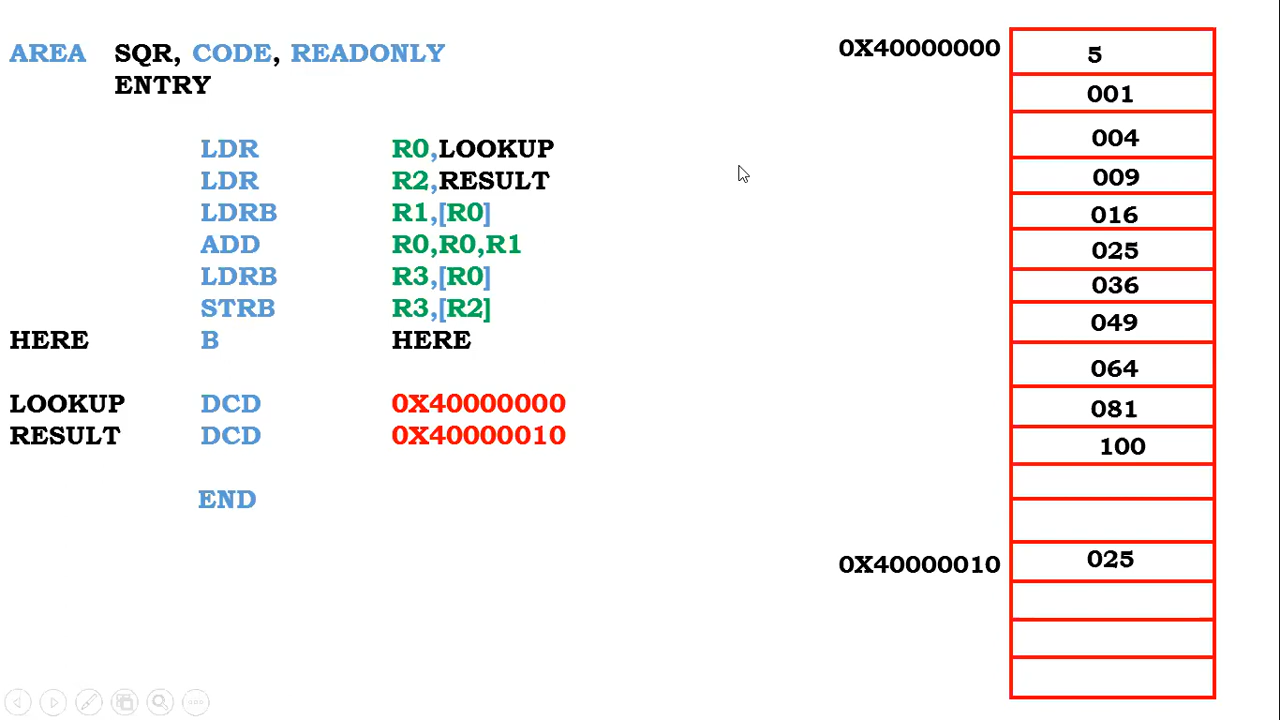 AREA SQR, CODE, READONLY
ENTRY
LDR R0,LOOKUP
LDR R2,RESULT
LDRB R1,[R0]
ADD R0,R0,R1
LDRB R3,[R0]
STRB R3,[R2]
HERE B HERE
LOOKUP DCD 0X40000000
RESULT DCD 0X40000010
END
0X40000000 5
001
004
009
016
025
036
049
064
081
100
0X40000010 025